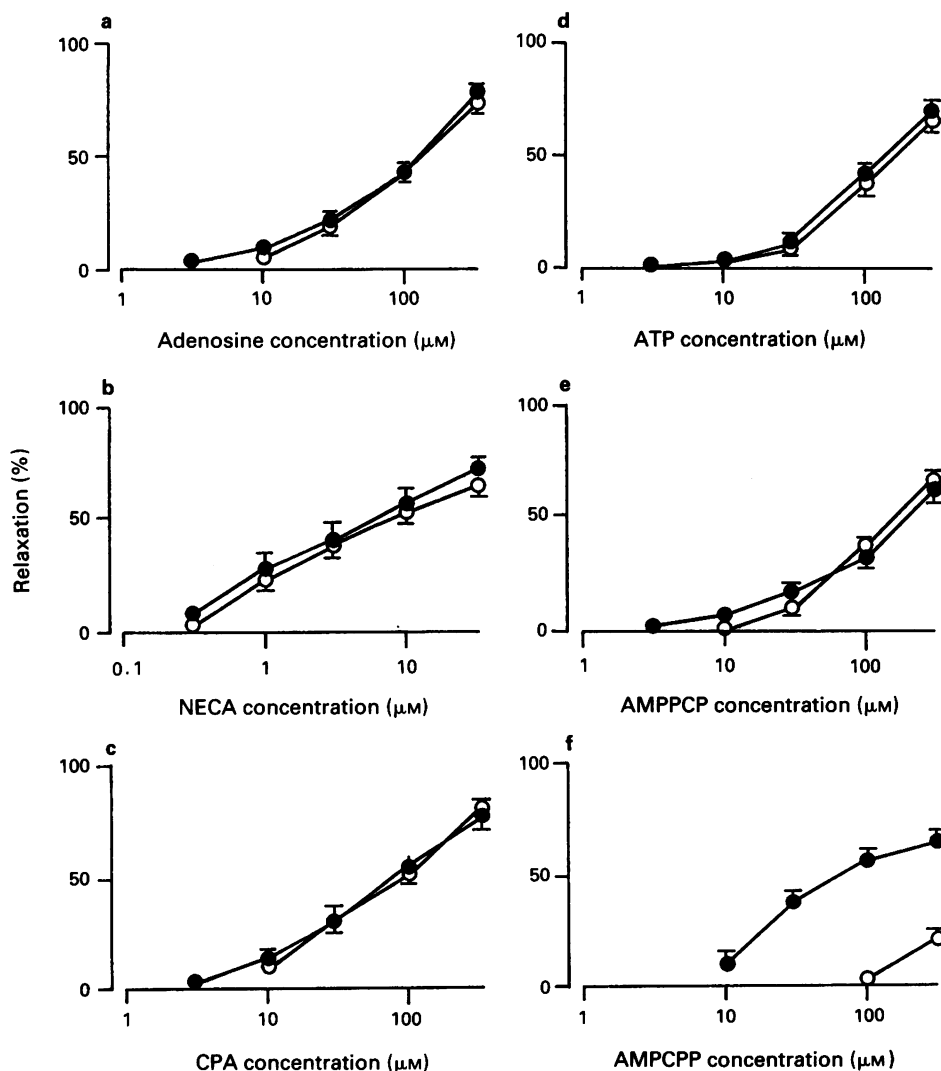 a
100
50
0
1
10
100
Adenosine concentration (μM)
b
100
50
0
0.1
1
10
NECA concentration (μM)
c
100
50
0
1
10
100
CPA concentration (μM)
Relaxation (%)
d
100
50
0
1
10
100
ATP concentration (μM)
e
100
50
0
1
10
100
AMPPCP concentration (μM)
f
100
50
0
1
10
100
AMPCPP concentration (μM)